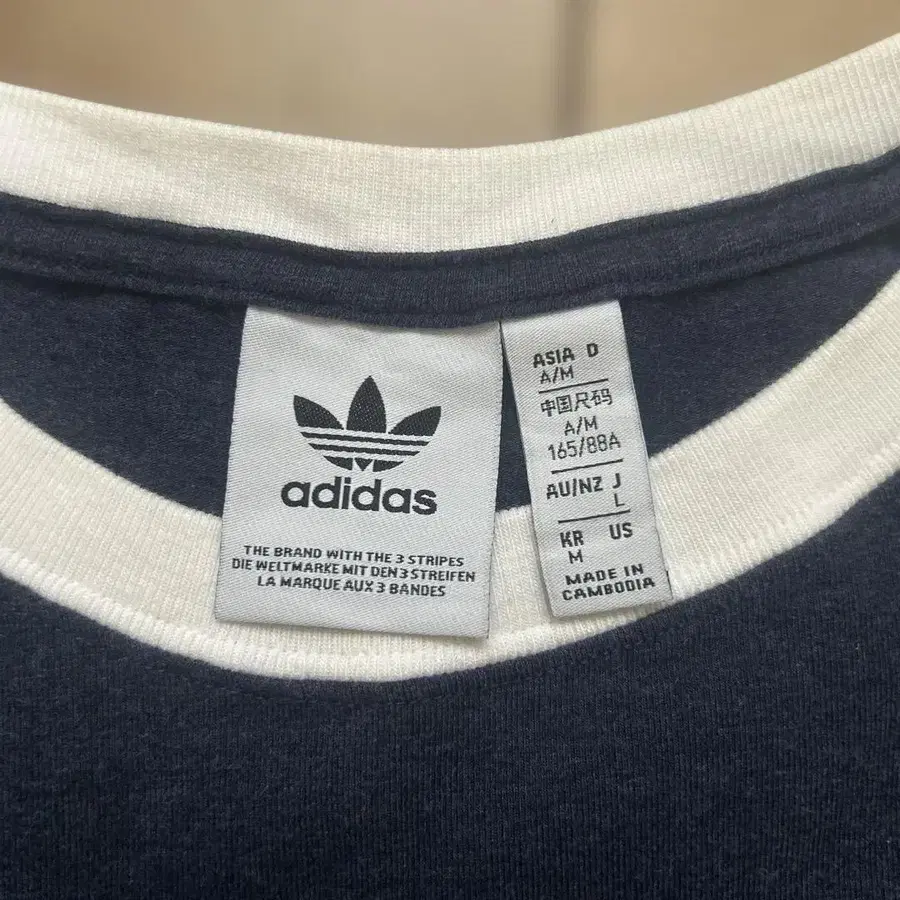 adidas
THE BRAND WITH THE 3 STRIPES
DIE WELTMARKE MIT DEN 3 STREIFEN
LA MARQUE AUX 3 BANDES
ASIA D
A/M
中国尺码
A/M
165/88A
AU/NZ J
L
KR US
M
MADE IN
CAMBODIA